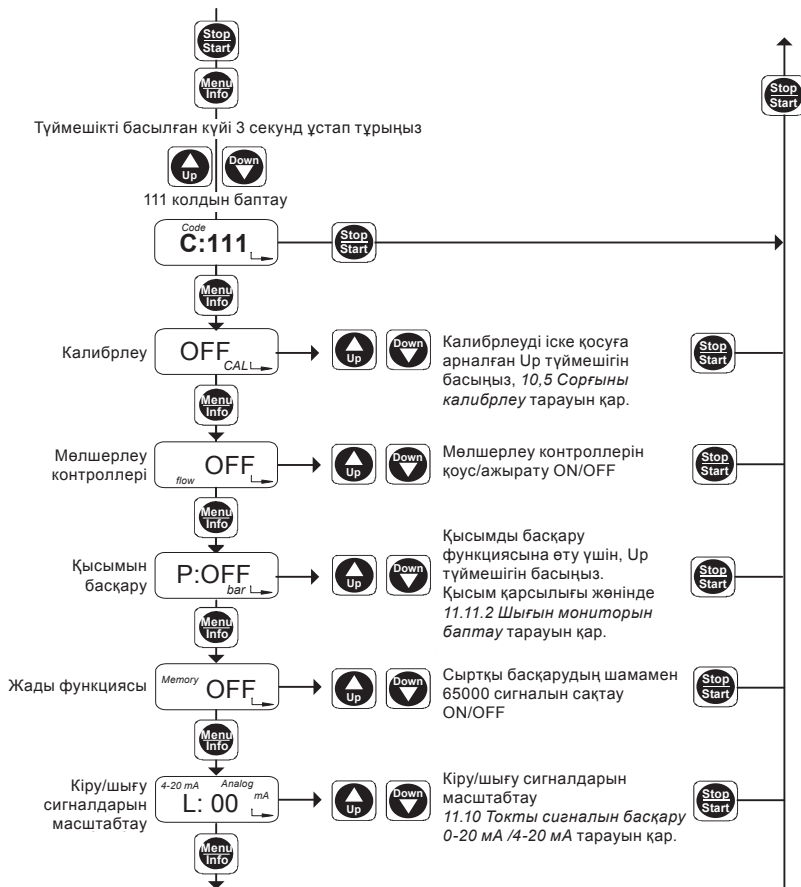 Stop
Start
Menu
Info
Stop
Start
Түймешікті басылған күйі 3 секунд ұстап тұрыңыз
Up
Down
111 колдын баптау
Code
C:111
Stop
Start
Menu
Info
Калибрлеу
OFF
CAL
Up
Down
Калибрлеуді іске қосуға
арналған Up түймешігін
басыңыз, 10,5 Сорғыны
калибрлеу тарауын қар.
Stop
Start
Menu
Info
Мөлшерлеу
контроллері
OFF
flow
Up
Down
Мөлшерлеу контроллерін
қоус/ажырату ON/OFF
Stop
Start
Menu
Info
Қысымын
басқару
P:OFF
bar
Up
Down
Қысымды басқару
функциясына өту үшін, Up
түймешігін басыңыз.
Қысым қарсылығы жөнінде
11.11.2 Шығын мониторын
баптау тарауын қар.
Stop
Start
Menu
Info
Жады функциясы
Memory
OFF
Up
Down
Сыртқы басқарудың шамамен
65000 сигналын сақтау
ON/OFF
Stop
Start
Menu
Info
Кіру/шығу
сигналдарын
масштабтау
4-20 mA Analog
L: 00 mA
Up
Down
Кіру/шығу сигналдарын
масштабтау
11.10 Токты сигналын басқару
0-20 мА /4-20 мА тарауын қар.
Stop
Start
Menu
Info